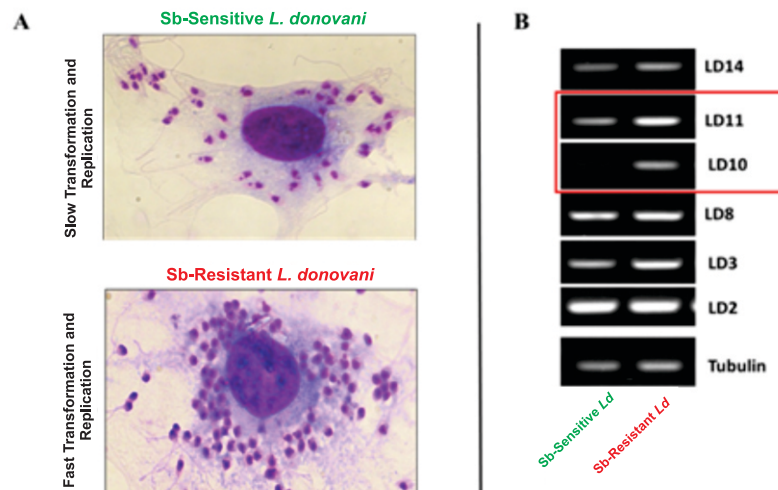 A
Sb-Sensitive L. donovani
Slow Transformation and
Replication
Sb-Resistant L. donovani
Fast Transformation and
Replication
B
LD14
LD11
LD10
LD8
LD3
LD2
Tubulin
Sb-Sensitive Ld
Sb-Resistant Ld